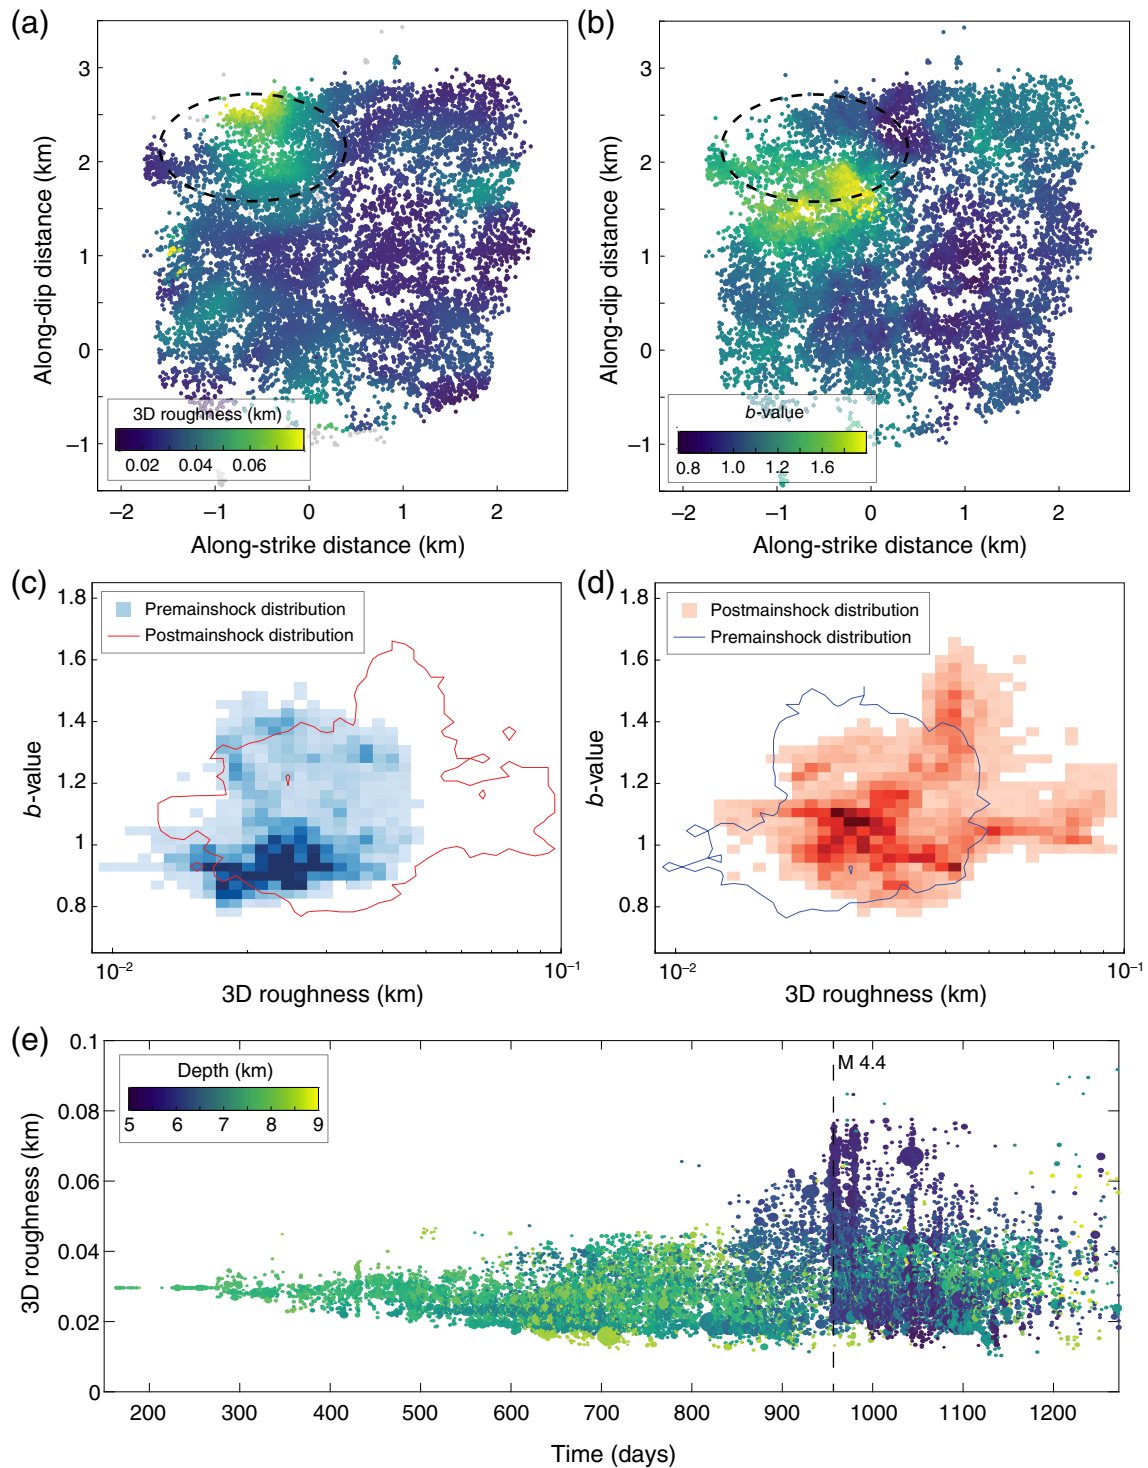 (a)
(b)
3
2
1
0
−1
Along-dip distance (km)
3D roughness (km)
0.02 0.04 0.06
−2 −1 0 1 2
Along-strike distance (km)
3
2
1
0
−1
Along-dip distance (km)
b-value
0.8 1.0 1.2 1.6
−2 −1 0 1 2
Along-strike distance (km)
(c)
(d)
1.8
1.6
1.4
1.2
1
0.8
b-value
Premainshock distribution
Postmainshock distribution
10−2 10−1
3D roughness (km)
1.8
1.6
1.4
1.2
1
0.8
b-value
Postmainshock distribution
Premainshock distribution
10−2 10−1
3D roughness (km)
(e)
0.1
0.08
0.06
0.04
0.02
0
3D roughness (km)
Depth (km)
5 6 7 8 9
M 4.4
200 300 400 500 600 700 800 900 1000 1100 1200
Time (days)